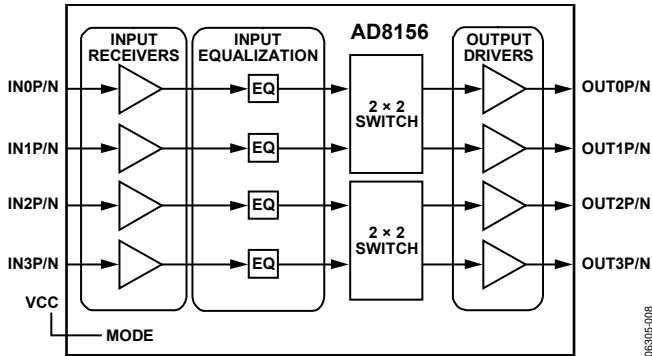 AD8156
INPUT
RECEIVERS
INPUT
EQUALIZATION
OUTPUT
DRIVERS
IN0P/N
EQ
2 × 2
SWITCH
OUT0P/N
IN1P/N
EQ
OUT1P/N
IN2P/N
EQ
2 × 2
SWITCH
OUT2P/N
IN3P/N
EQ
OUT3P/N
VCC
MODE
06305-008